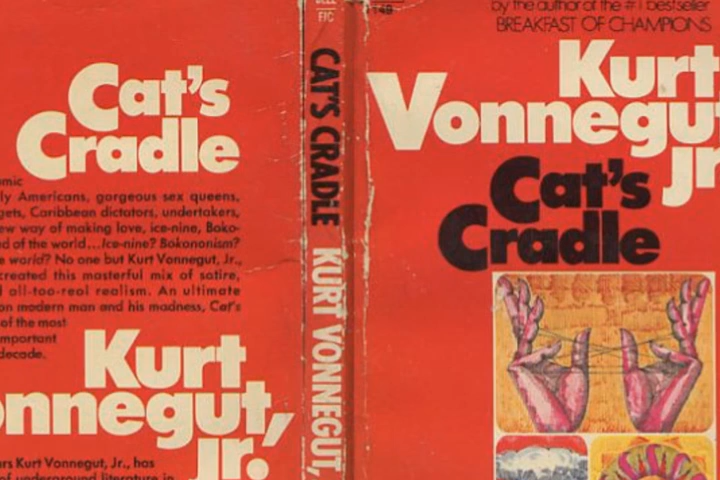 Cat's
Cradle
ly Americans, gorgeous sex queens,
gets, Caribbean dictators, undertakers,
ew way of making love, ice-nine, Boko-
ed of the world...Ice-nine? Bokononism?
e world? No one but Kurt Vonnegut, Jr.,
created this masterful mix of satire,
all-too-real realism. An ultimate
on modern man and his madness, Cat's
of the most
mportant
decade.
Kurt
onnegut,
Jr.
rs Kurt Vonnegut, Jr., has
of underground literature in
FIC
CAT'S CRADLE KURT VONNEGUT,
149
by the author of the #1 bestseller
BREAKFAST OF CHAMPIONS
Kurt
Vonnegut
Jr
Cat's
Cradle